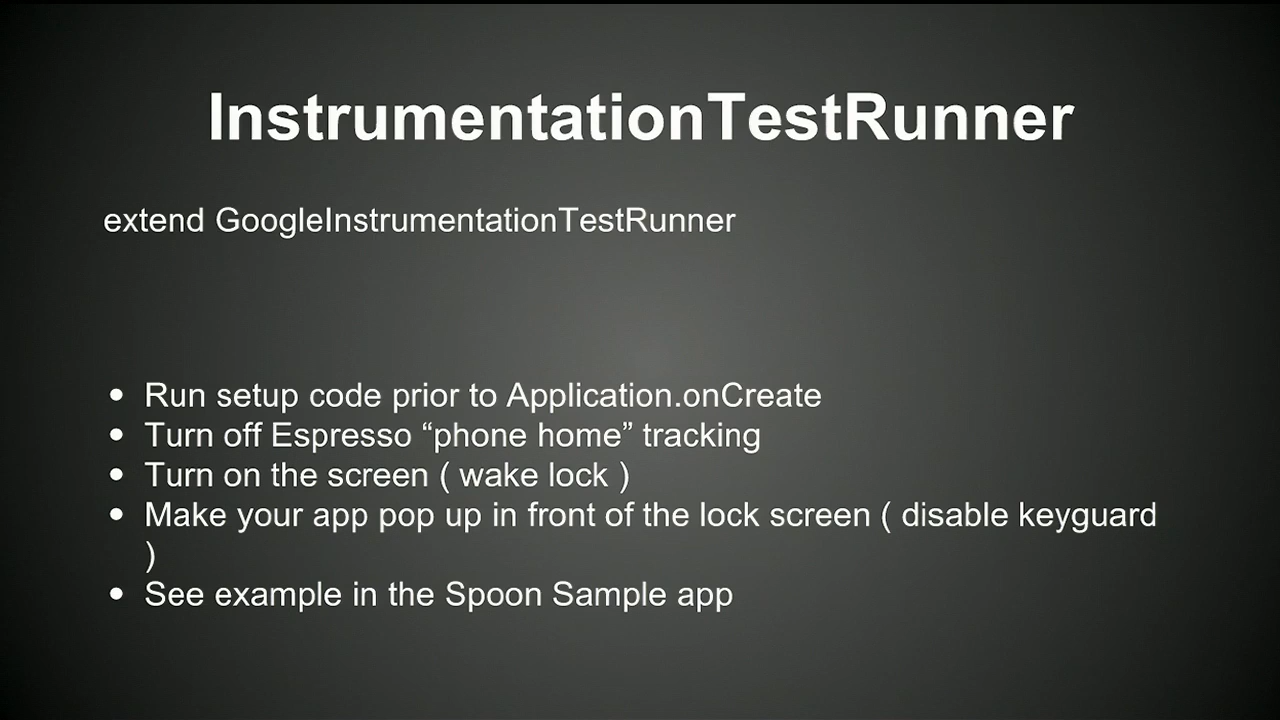 InstrumentationTestRunner
extend GoogleInstrumentationTestRunner
• Run setup code prior to Application.onCreate
• Turn off Espresso “phone home” tracking
• Turn on the screen ( wake lock )
• Make your app pop up in front of the lock screen ( disable keyguard
)
• See example in the Spoon Sample app